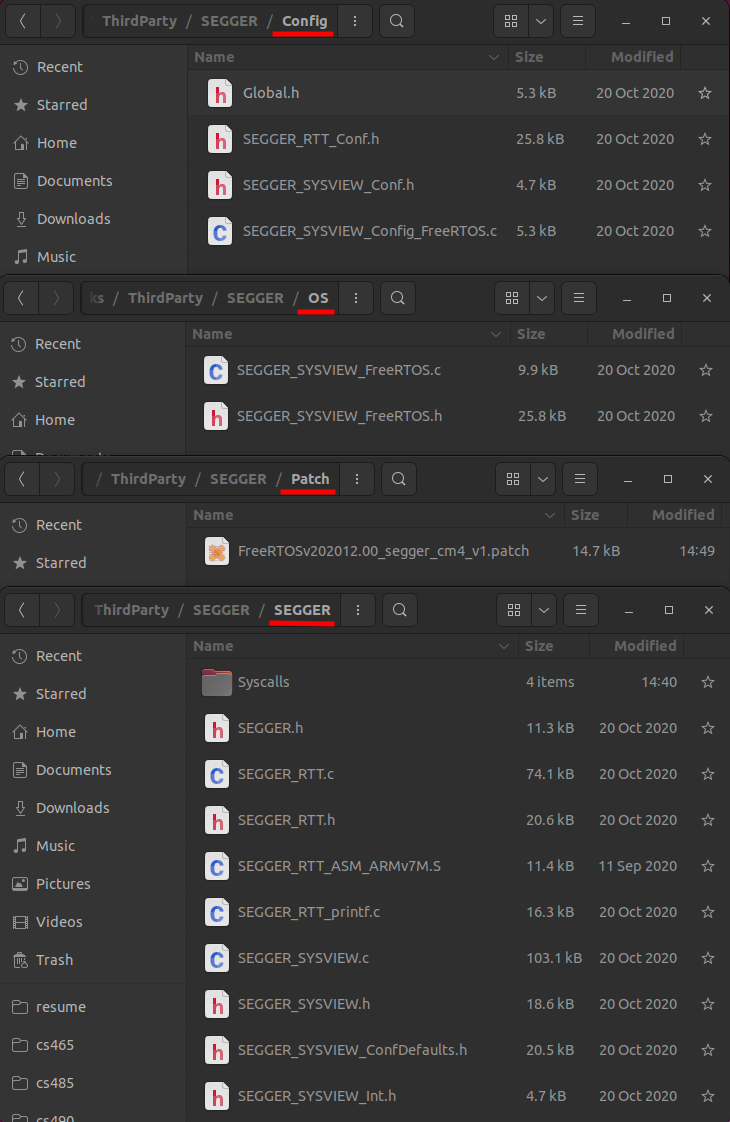 ThirdParty / SEGGER / Config
Name Size Modified
Recent
Global.h 5.3 kB 20 Oct 2020
Starred
SEGGER_RTT_Conf.h 25.8 kB 20 Oct 2020
Home
Documents
SEGGER_SYSVIEW_Conf.h 4.7 kB 20 Oct 2020
Downloads
SEGGER_SYSVIEW_Config_FreeRTOS.c 5.3 kB 20 Oct 2020
Music
ks / ThirdParty / SEGGER / OS
Name Size Modified
Recent
SEGGER_SYSVIEW_FreeRTOS.c 9.9 kB 20 Oct 2020
Starred
SEGGER_SYSVIEW_FreeRTOS.h 25.8 kB 20 Oct 2020
Home
/ ThirdParty / SEGGER / Patch
Name Size Modified
Recent
FreeRTOSv202012.00_segger_cm4_v1.patch 14.7 kB 14:49
Starred
ThirdParty / SEGGER / SEGGER
Name Size Modified
Recent
Syscalls 4 items 14:40
Starred
SEGGER.h 11.3 kB 20 Oct 2020
Home
Documents
SEGGER_RTT.c 74.1 kB 20 Oct 2020
Downloads
SEGGER_RTT.h 20.6 kB 20 Oct 2020
Music
SEGGER_RTT_ASM_ARMv7M.S 11.4 kB 11 Sep 2020
Pictures
SEGGER_RTT_printf.c 16.3 kB 20 Oct 2020
Videos
Trash
SEGGER_SYSVIEW.c 103.1 kB 20 Oct 2020
resume
SEGGER_SYSVIEW.h 18.6 kB 20 Oct 2020
cs465
SEGGER_SYSVIEW_ConfDefaults.h 20.5 kB 20 Oct 2020
cs485
SEGGER_SYSVIEW_Int.h 4.7 kB 20 Oct 2020
cs490